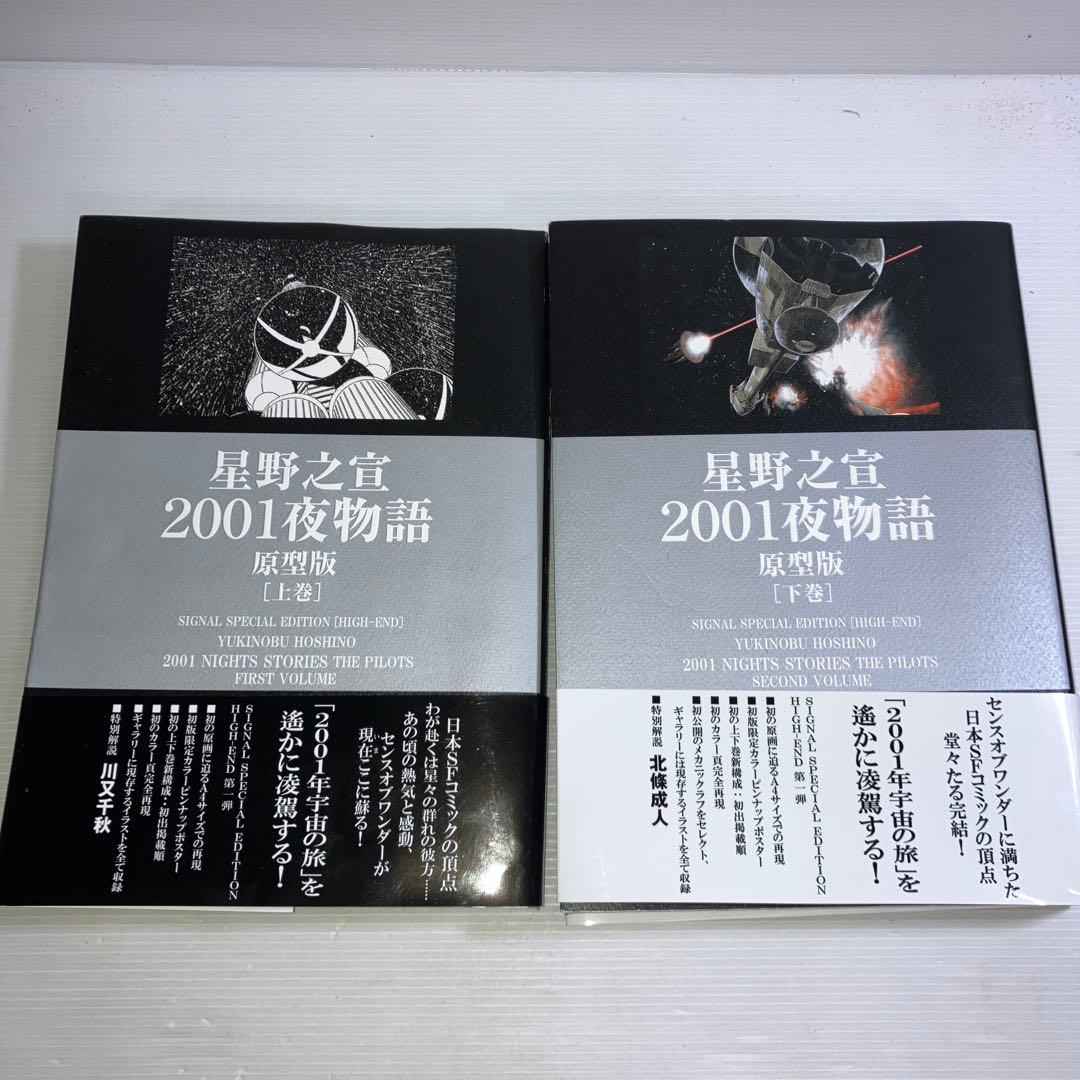 星野之宣
2001夜物語
原型版
[上巻]
SIGNAL SPECIAL EDITION [HIGH-END]
YUKINOBU HOSHINO
2001 NIGHTS STORIES THE PILOTS
FIRST VOLUME
日本SFコミックの頂点
わが赴くは星々の群れの彼方……
あの頃の熱気と感動、
センスオブワンダーが
現在ここに蘇る!
「2001年宇宙の旅」を
遙かに凌駕する!
SIGNAL SPECIAL EDITION
HIGH-END 第一弾
■初の原画に迫るA4サイズでの再現
■初版限定カラーピンナップポスター
■初の上下巻新構成:初出掲載順
■初のカラー頁完全再現
■ギャラリーに現存するイラストを全て収録
■特別解説 川又千秋
星野之宣
2001夜物語
原型版
[下巻]
SIGNAL SPECIAL EDITION [HIGH-END]
YUKINOBU HOSHINO
2001 NIGHTS STORIES THE PILOTS
SECOND VOLUME
センスオブワンダーに満ちた
日本SFコミックの頂点
堂々たる完結!
「2001年宇宙の旅」を
遙かに凌駕する!
SIGNAL SPECIAL EDITION
HIGH-END 第一弾
■初の原画に迫るA4サイズでの再現
■初版限定カラーピンナップポスター
■初の上下巻新構成:初出掲載順
■初のカラー頁完全再現
■初公開のメカニックラフをセレクト、
ギャラリーには現存するイラストを全て収録
■特別解説 北條成人